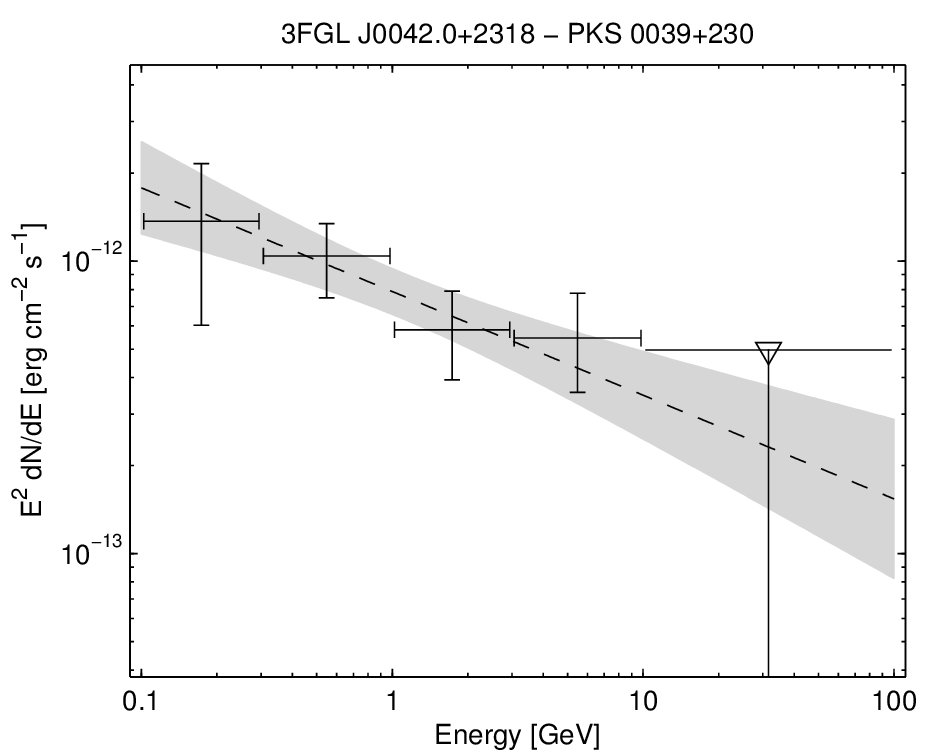 3FGL J0042.0+2318 − PKS 0039+230
E² dN/dE [erg cm⁻² s⁻¹]
10⁻¹²
10⁻¹³
0.1 1 10 100
Energy [GeV]